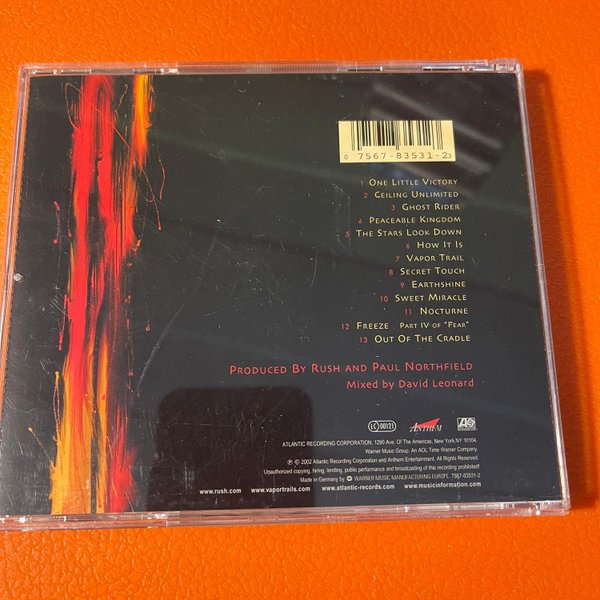 0 7567-83531-2 3
1 ONE LITTLE VICTORY
2 CEILING UNLIMITED
3 GHOST RIDER
4 PEACEABLE KINGDOM
5 THE STARS LOOK DOWN
6 HOW IT IS
7 VAPOR TRAIL
8 SECRET TOUCH
9 EARTHSHINE
10 SWEET MIRACLE
11 NOCTURNE
12 FREEZE PART IV OF "FEAR"
13 OUT OF THE CRADLE
PRODUCED BY RUSH AND PAUL NORTHFIELD
Mixed by David Leonard
LC 00121 ANTHEM
ATLANTIC RECORDING CORPORATION, 1290 Ave. Of The Americas, New York, NY 10104.
Warner Music Group. An AOL Time Warner Company.
℗ © 2002 Atlantic Recording Corporation and Anthem Entertainment. All Rights Reserved.
Unauthorized copying, hiring, lending, public performance and broadcasting of this recording prohibited!
Made in Germany by WARNER MUSIC MANUFACTURING EUROPE. 7567-83531-2
www.rush.com www.vaportrails.com www.atlantic-records.com www.musicinformation.com